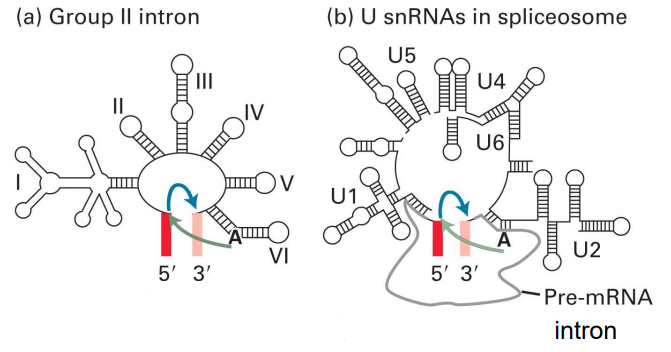 (a) Group II intron
(b) U snRNAs in spliceosome
III
II
IV
I
V
A
VI
5′
3′
U5
U4
U6
U1
A
U2
5′
3′
Pre-mRNA
intron